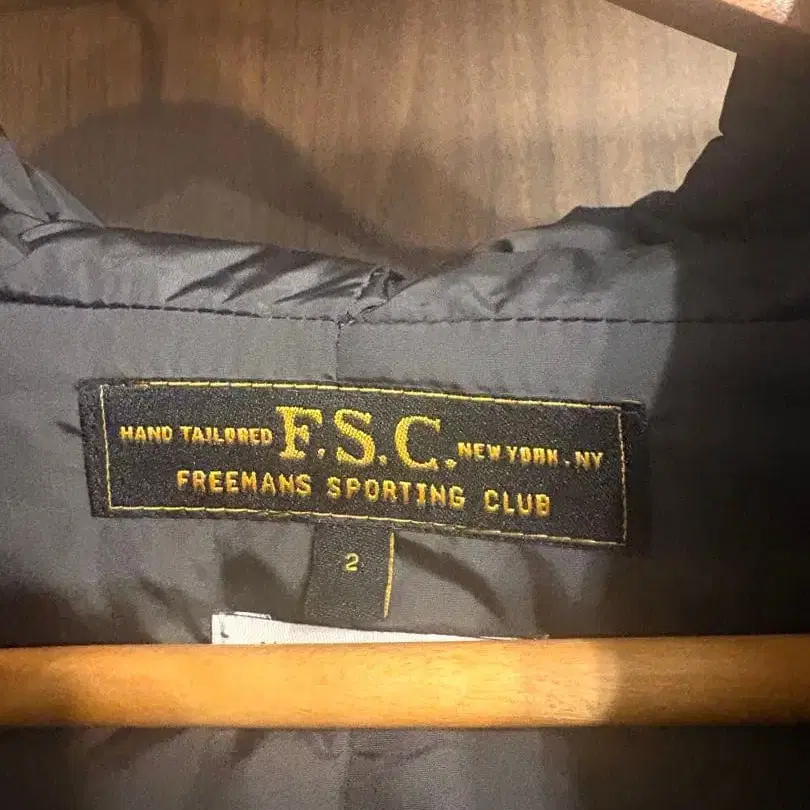 HAND TAILORED F.S.C. NEW YORK . NY
FREEMANS SPORTING CLUB
2